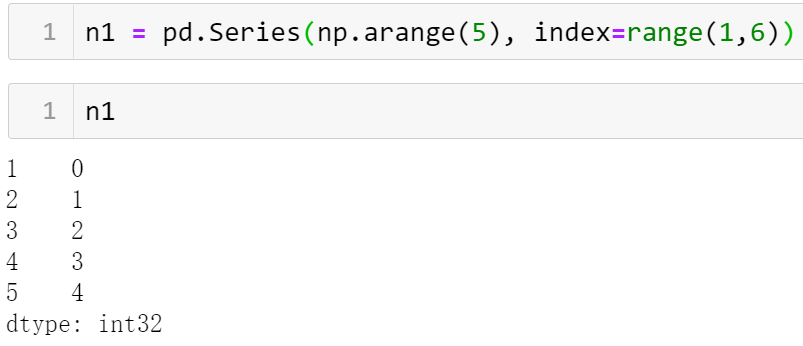 1 n1 = pd.Series(np.arange(5), index=range(1,6))
1 n1
1 0
2 1
3 2
4 3
5 4
dtype: int32